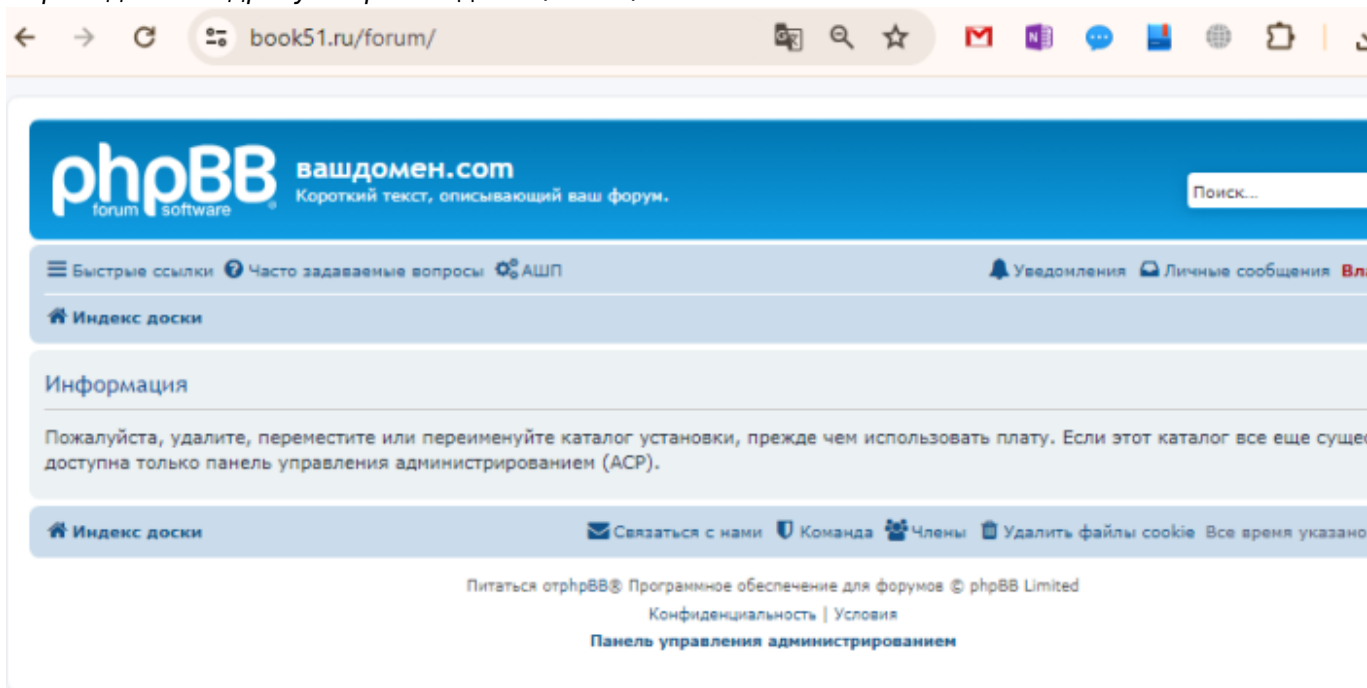 book51.ru/forum/
phpBB
forum software
вашдомен.com
Короткий текст, описывающий ваш форум.
Поиск...
Быстрые ссылки Часто задаваемые вопросы АШП
Уведомления Личные сообщения
Индекс доски
Информация
Пожалуйста, удалите, переместите или переименуйте каталог установки, прежде чем использовать плату. Если этот каталог все еще
доступна только панель управления администрированием (ACP).
Индекс доски
Связаться с нами Команда Члены Удалить файлы cookie Все время указано
Питаться отphpBB® Программное обеспечение для форумов © phpBB Limited
Конфиденциальность | Условия
Панель управления администрированием